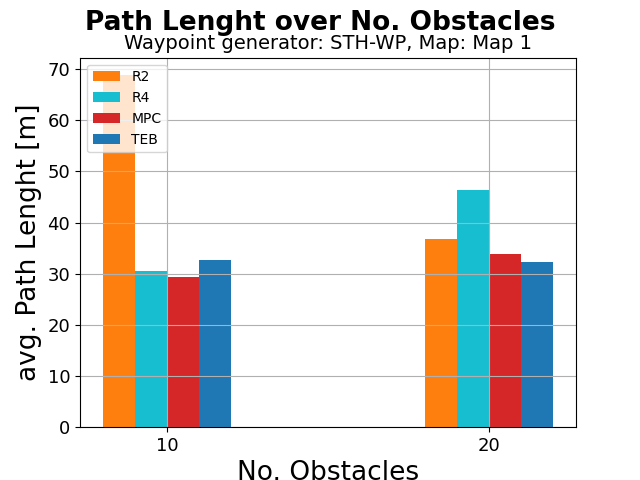 Path Lenght over No. Obstacles
Waypoint generator: STH-WP, Map: Map 1
R2
R4
MPC
TEB
avg. Path Lenght [m]
70
60
50
40
30
20
10
0
10
20
No. Obstacles